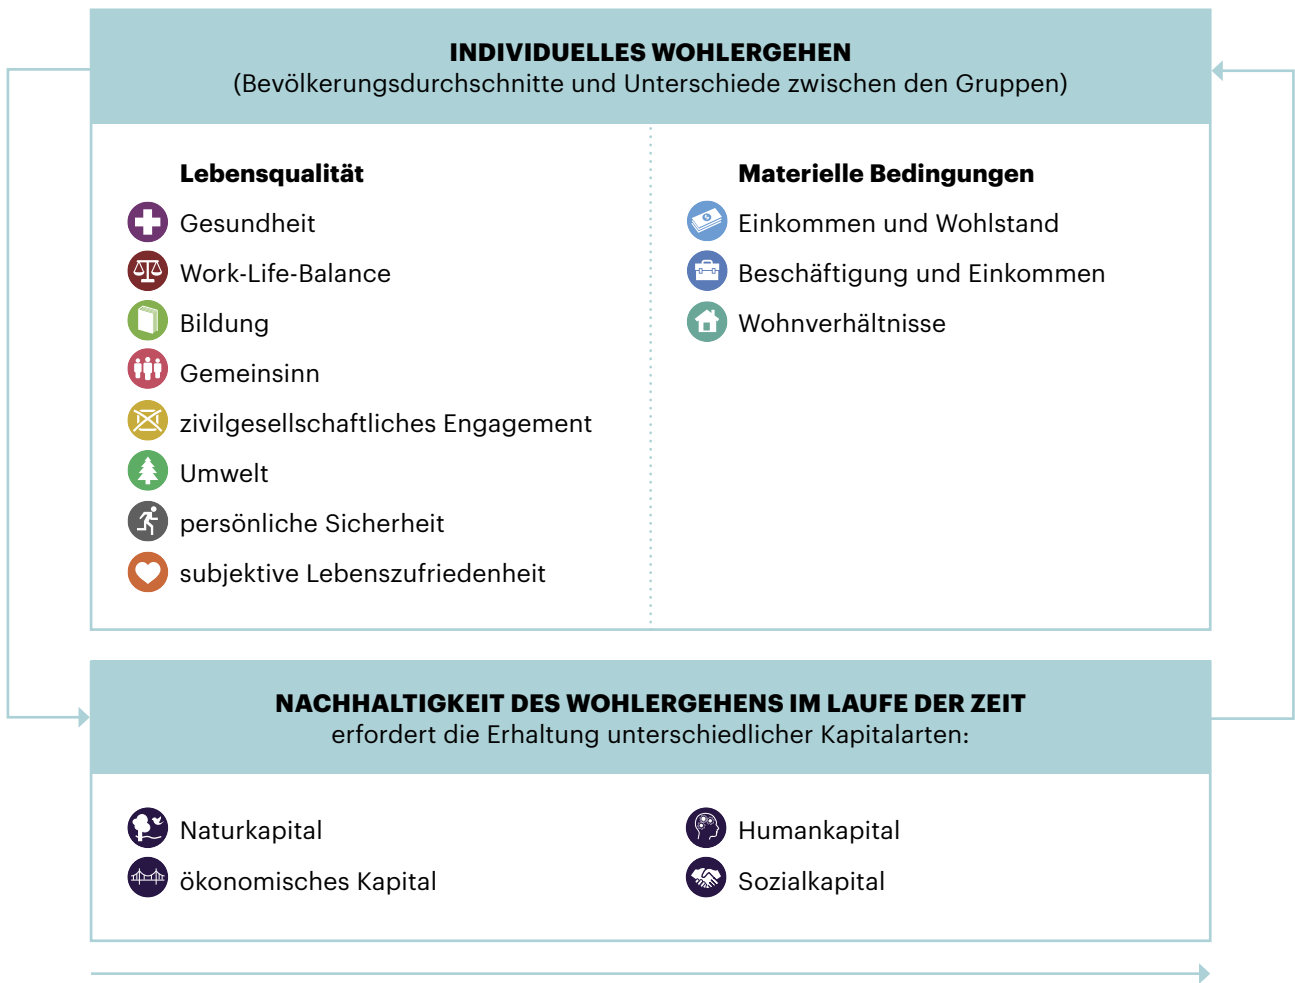 INDIVIDUELLES WOHLERGEHEN
(Bevölkerungsdurchschnitte und Unterschiede zwischen den Gruppen)
Lebensqualität
Gesundheit
Work-Life-Balance
Bildung
Gemeinsinn
zivilgesellschaftliches Engagement
Umwelt
persönliche Sicherheit
subjektive Lebenszufriedenheit
Materielle Bedingungen
Einkommen und Wohlstand
Beschäftigung und Einkommen
Wohnverhältnisse
NACHHALTIGKEIT DES WOHLERGEHENS IM LAUFE DER ZEIT
erfordert die Erhaltung unterschiedlicher Kapitalarten:
Naturkapital
ökonomisches Kapital
Humankapital
Sozialkapital